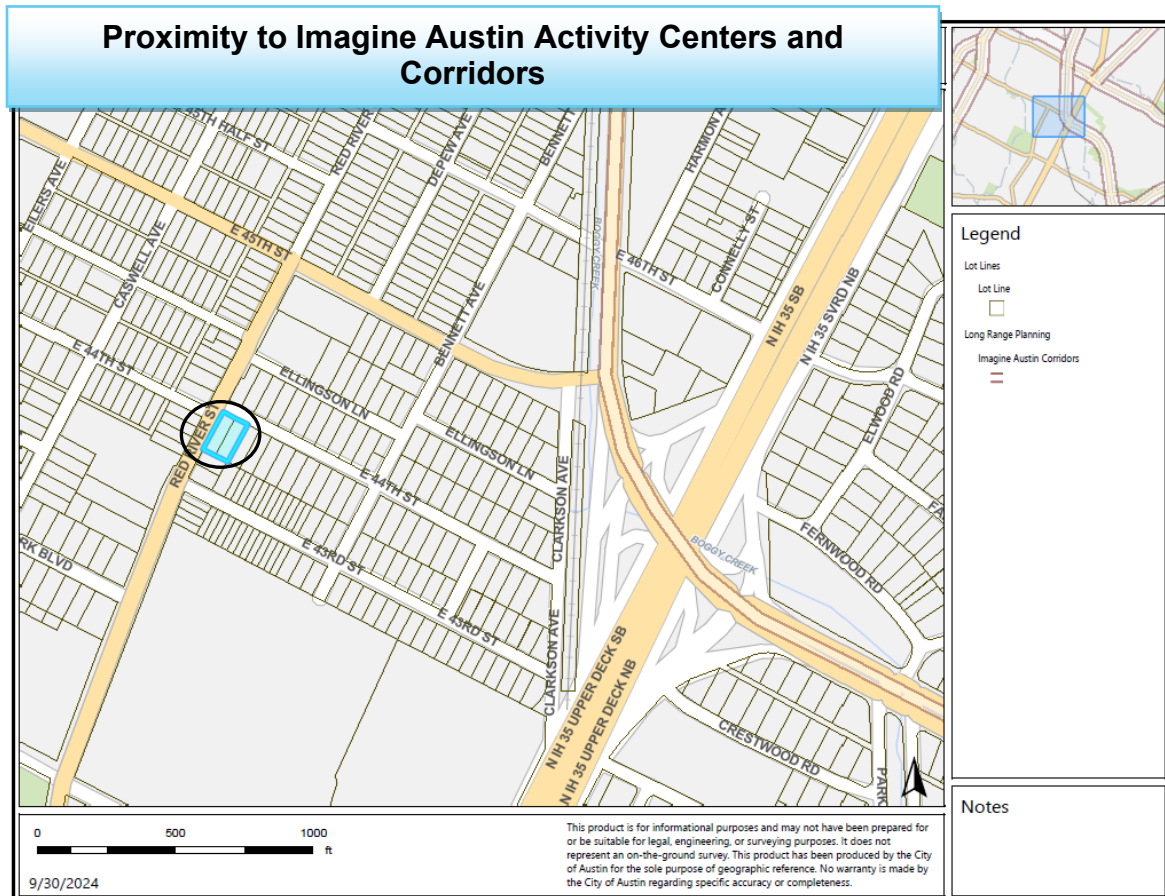 Proximity to Imagine Austin Activity Centers and
Corridors
45TH HALF ST
RED RIVER
DEPEW AVE
BENNETT
HARMON A
EILERS AVE
CASWELL AVE
E 45TH ST
BOGGY CREEK
E 46TH ST
CONNELLY ST
N IH 35 SB
N IH 35 SVRD NB
BENNETT AVE
E 44TH ST
ELLINGSON LN
ELWOOD RD
RED RIVER ST
ELLINGSON LN
E 44TH ST
CLARKSON AVE
FERNWOOD RD
FA
BOGGY CREEK
RK BLVD
E 43RD ST
E 43RD ST
CLARKSON AVE
N IH 35 UPPER DECK SB
N IH 35 UPPER DECK NB
CRESTWOOD RD
PARK
Legend
Lot Lines
Lot Line
Long Range Planning
Imagine Austin Corridors
Notes
0 500 1000
ft
9/30/2024
This product is for informational purposes and may not have been prepared for
or be suitable for legal, engineering, or surveying purposes. It does not
represent an on-the-ground survey. This product has been produced by the City
of Austin for the sole purpose of geographic reference. No warranty is made by
the City of Austin regarding specific accuracy or completeness.